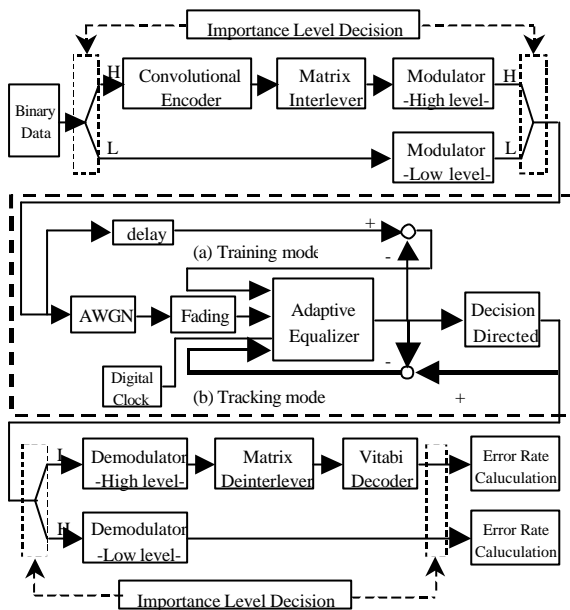 Importance Level Decision
H
Convolutional
Encoder
Matrix
Interlever
Modulator
-High level-
H
Binary
Data
L
Modulator
-Low level-
L
delay
+
(a) Training mode
-
AWGN
Fading
Adaptive
Equalizer
Decision
Directed
Digital
Clock
-
(b) Tracking mode
+
Demodulator
-High level-
Matrix
Deinterlever
Vitabi
Decoder
Error Rate
Caluculation
H
Demodulator
-Low level-
Error Rate
Caluculation
Importance Level Decision